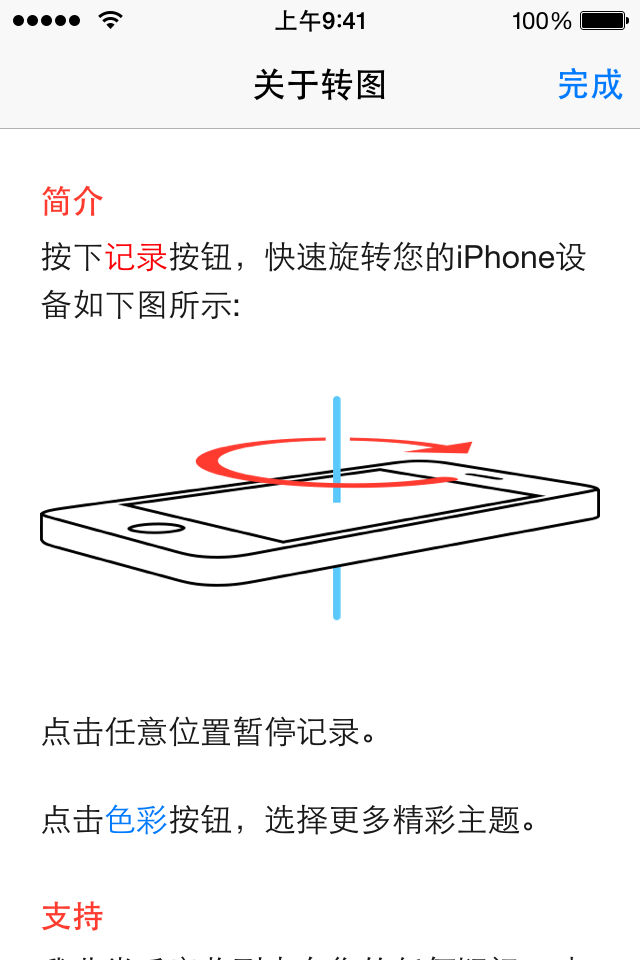 上午9:41
100%
关于转图
完成
简介
按下记录按钮，快速旋转您的iPhone设
备如下图所示:
点击任意位置暂停记录。
点击色彩按钮，选择更多精彩主题。
支持